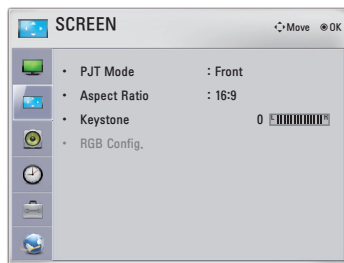 SCREEN Move OK
• PJT Mode : Front
• Aspect Ratio : 16:9
• Keystone 0
• RGB Config.